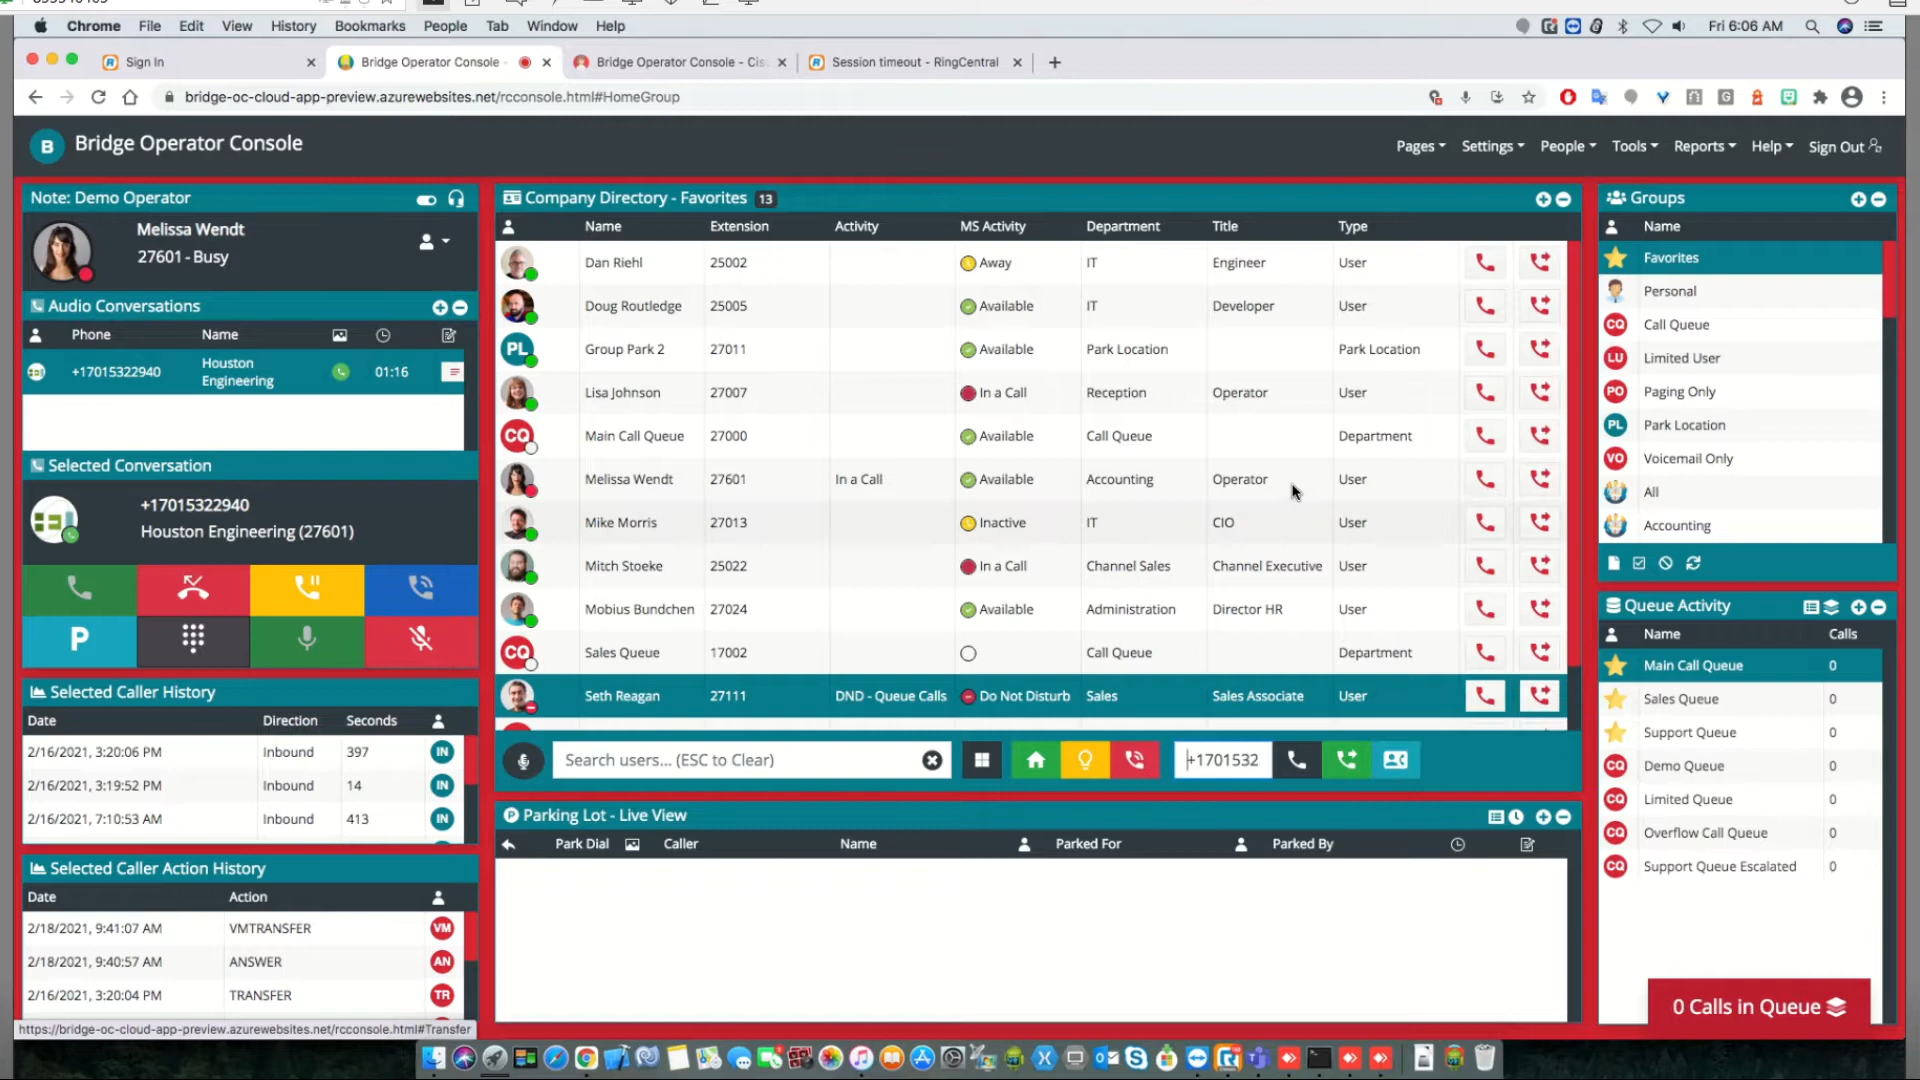 Chrome File Edit View History Bookmarks People Tab Window Help Fri 6:06 AM
Sign In
Bridge Operator Console -
Bridge Operator Console - Cis
Session timeout - RingCentral
bridge-oc-cloud-app-preview.azurewebsites.net/rcconsole.html#HomeGroup
B Bridge Operator Console
Pages Settings People Tools Reports Help Sign Out
Note: Demo Operator
Melissa Wendt
27601 - Busy
Audio Conversations
Phone Name
+17015322940 Houston Engineering 01:16
Selected Conversation
+17015322940
Houston Engineering (27601)
P
Selected Caller History
Date Direction Seconds
2/16/2021, 3:20:06 PM Inbound 397 IN
2/16/2021, 3:19:52 PM Inbound 14 IN
2/16/2021, 7:10:53 AM Inbound 413 IN
Selected Caller Action History
Date Action
2/18/2021, 9:41:07 AM VMTRANSFER VM
2/18/2021, 9:40:57 AM ANSWER AN
2/16/2021, 3:20:04 PM TRANSFER TR
https://bridge-oc-cloud-app-preview.azurewebsites.net/rcconsole.html#Transfer
Company Directory - Favorites 13
Name Extension Activity MS Activity Department Title Type
Dan Riehl 25002 Away IT Engineer User
Doug Routledge 25005 Available IT Developer User
PL Group Park 2 27011 Available Park Location Park Location
Lisa Johnson 27007 In a Call Reception Operator User
CQ Main Call Queue 27000 Available Call Queue Department
Melissa Wendt 27601 In a Call Available Accounting Operator User
Mike Morris 27013 Inactive IT CIO User
Mitch Stoeke 25022 In a Call Channel Sales Channel Executive User
Mobius Bundchen 27024 Available Administration Director HR User
CQ Sales Queue 17002 Call Queue Department
Seth Reagan 27111 DND - Queue Calls Do Not Disturb Sales Sales Associate User
Search users... (ESC to Clear) +1701532
P Parking Lot - Live View
Park Dial Caller Name Parked For Parked By
Groups
Name
Favorites
Personal
CQ Call Queue
LU Limited User
PO Paging Only
PL Park Location
VO Voicemail Only
All
Accounting
Queue Activity
Name Calls
Main Call Queue 0
Sales Queue 0
Support Queue 0
CQ Demo Queue 0
CQ Limited Queue 0
CQ Overflow Call Queue 0
CQ Support Queue Escalated 0
0 Calls in Queue